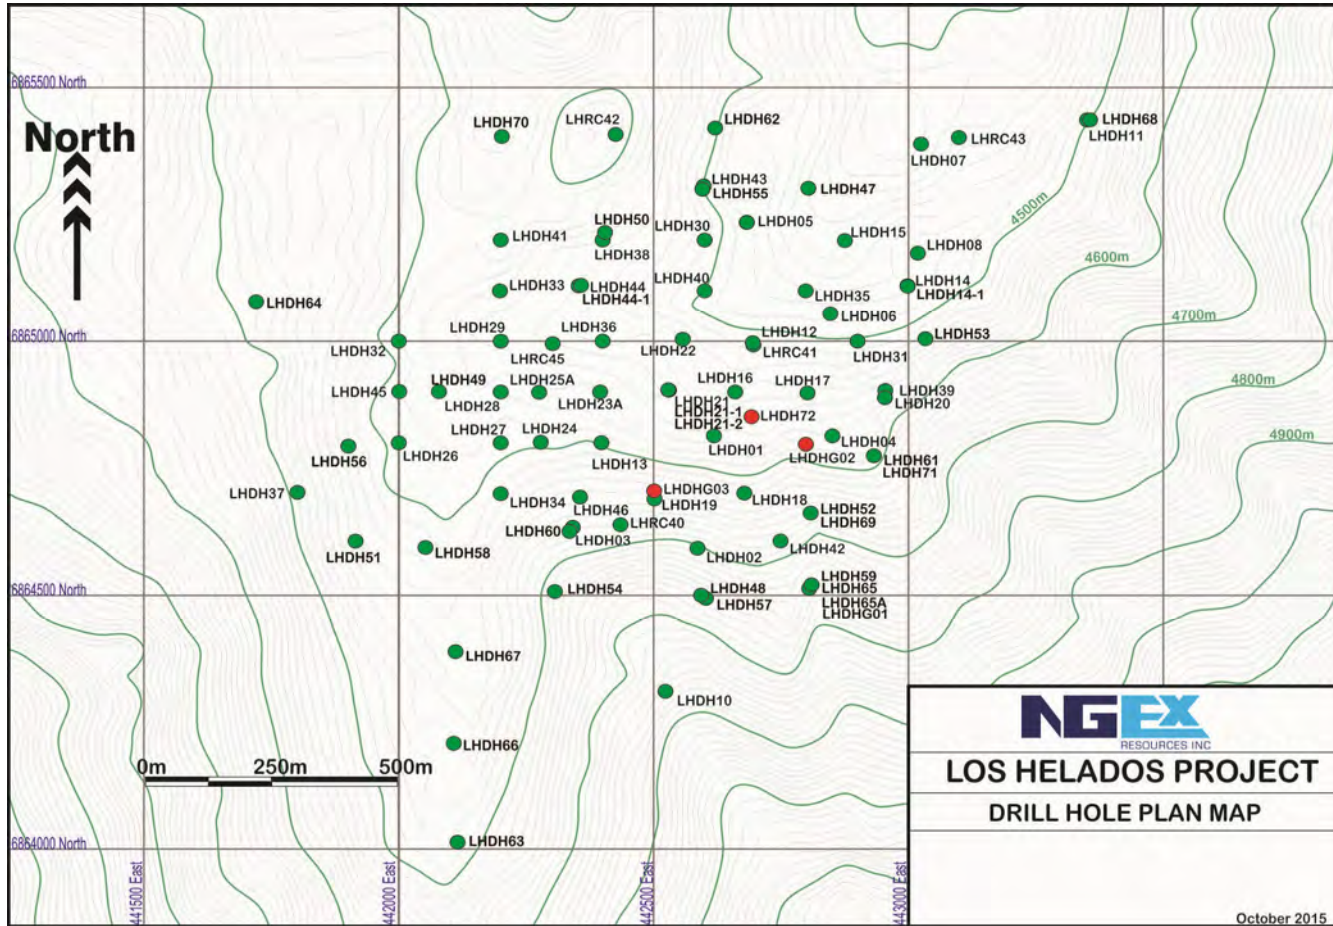 6865500 North
North
LHDH70
LHRC42
LHDH62
LHDH68
LHDH11
LHRC43
LHDH07
LHDH43
LHDH55
LHDH47
LHDH50
LHDH05
4500m
LHDH41
LHDH38
LHDH30
LHDH15
LHDH08
4600m
LHDH64
LHDH33
LHDH44
LHDH44-1
LHDH40
LHDH35
LHDH14
LHDH14-1
LHDH06
4700m
6865000 North
LHDH32
LHDH29
LHRC45
LHDH36
LHDH22
LHDH12
LHRC41
LHDH31
LHDH53
4800m
LHDH45
LHDH49
LHDH28
LHDH25A
LHDH23A
LHDH21
LHDH21-1
LHDH21-2
LHDH16
LHDH17
LHDH39
LHDH20
LHDH72
4900m
LHDH56
LHDH26
LHDH27
LHDH24
LHDH13
LHDH01
LHDHG02
LHDH04
LHDH61
LHDH71
LHDH37
LHDH34
LHDH46
LHDHG03
LHDH19
LHDH18
LHDH52
LHDH69
LHDH51
LHDH58
LHDH60
LHDH03
LHRC40
LHDH02
LHDH42
6864500 North
LHDH54
LHDH48
LHDH57
LHDH59
LHDH65
LHDH65A
LHDHG01
LHDH67
LHDH10
LHDH66
0m
250m
500m
LHDH63
6864000 North
441500 East
442000 East
442500 East
443000 East
NGEX
RESOURCES INC
LOS HELADOS PROJECT
DRILL HOLE PLAN MAP
October 2015